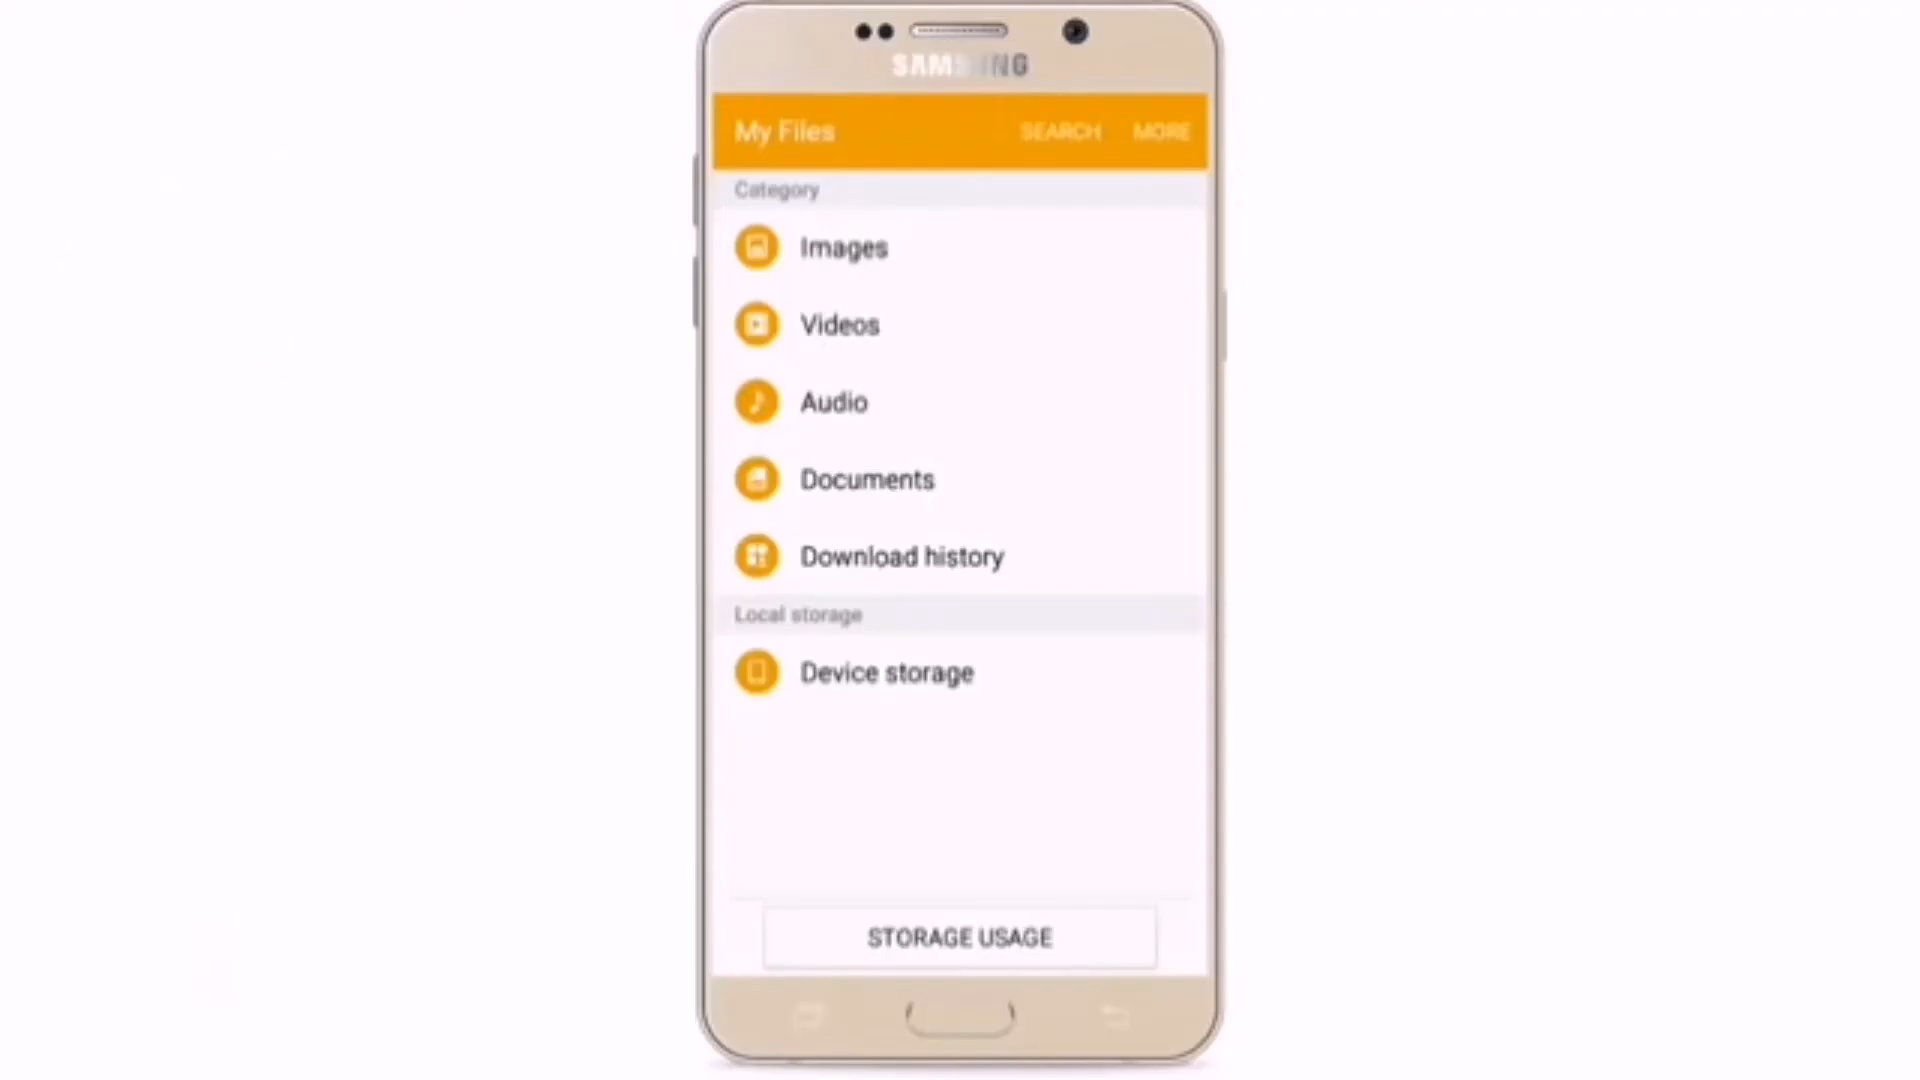 SAMSUNG
My Files SEARCH MORE
Category
Images
Videos
Audio
Documents
Download history
Local storage
Device storage
STORAGE USAGE